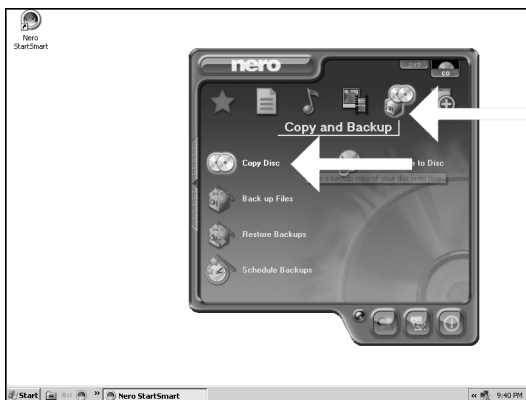 Nero
StartSmart
nero
DVD
CD
Copy and Backup
Copy Disc
e to Disc
e a backup copy of your disc in no time.
Back up Files
Restore Backups
Schedule Backups
Start
Nero StartSmart
9:40 PM